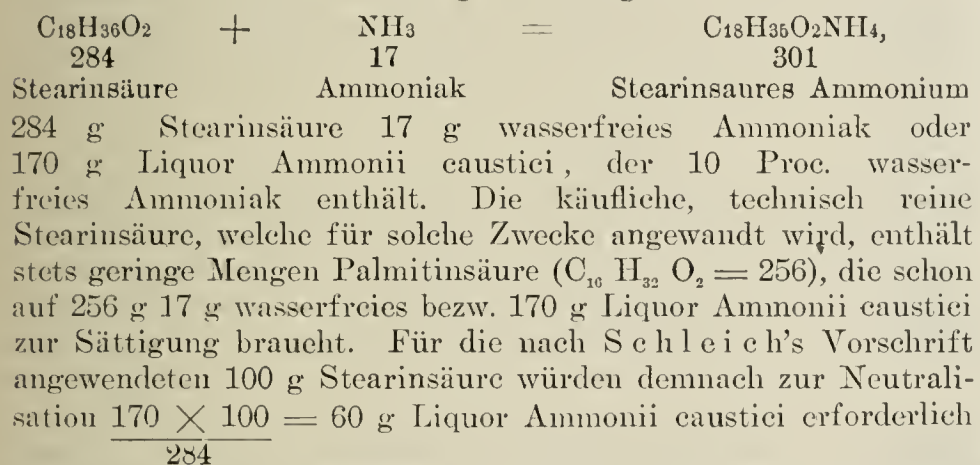 C18H36O2 + NH3 = C18H35O2NH4,
284 17 301
Stearinsäure Ammoniak Stearinsaures Ammonium
284 g Stearinsäure 17 g wasserfreies Ammoniak oder
170 g Liquor Ammonii caustici, der 10 Proc. wasser-
freies Ammoniak enthält. Die käufliche, technisch reine
Stearinsäure, welche für solche Zwecke angewandt wird, enthält
stets geringe Mengen Palmitinsäure (C16 H32 O2 = 256), die schon
auf 256 g 17 g wasserfreies bezw. 170 g Liquor Ammonii caustici
zur Sättigung braucht. Für die nach Schleich's Vorschrift
angewendeten 100 g Stearinsäure würden demnach zur Neutrali-
sation 170 × 100 = 60 g Liquor Ammonii caustici erforderlich
284